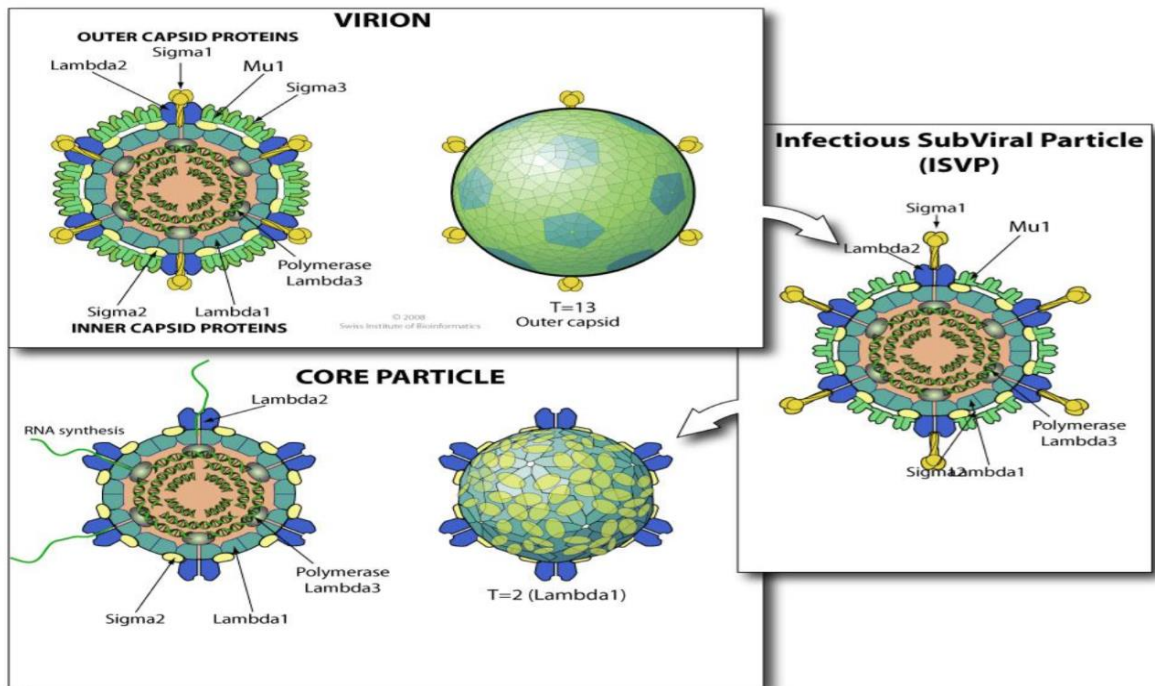 VIRION
OUTER CAPSID PROTEINS
Sigma1
Lambda2
Mu1
Sigma3
Polymerase
Lambda3
Sigma2
Lambda1
INNER CAPSID PROTEINS
© 2008
Swiss Institute of Bioinformatics
T=13
Outer capsid
Infectious SubViral Particle
(ISVP)
Sigma1
Mu1
Lambda2
Polymerase
Lambda3
Sigma2
Lambda1
CORE PARTICLE
Lambda2
RNA synthesis
Polymerase
Lambda3
Sigma2
Lambda1
T=2 (Lambda1)